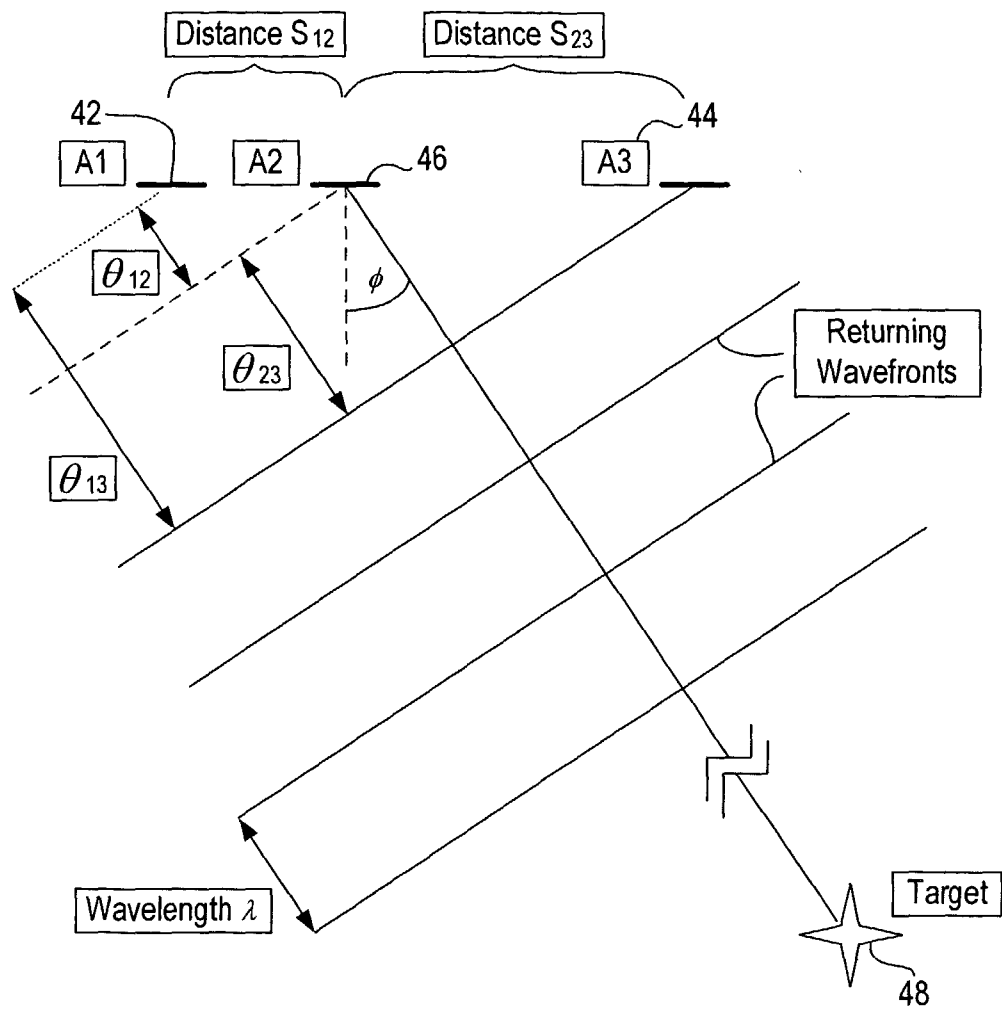 Distance S12
Distance S23
42
44
A1
A2
46
A3
θ12
ϕ
θ23
Returning
Wavefronts
θ13
Wavelength λ
Target
48